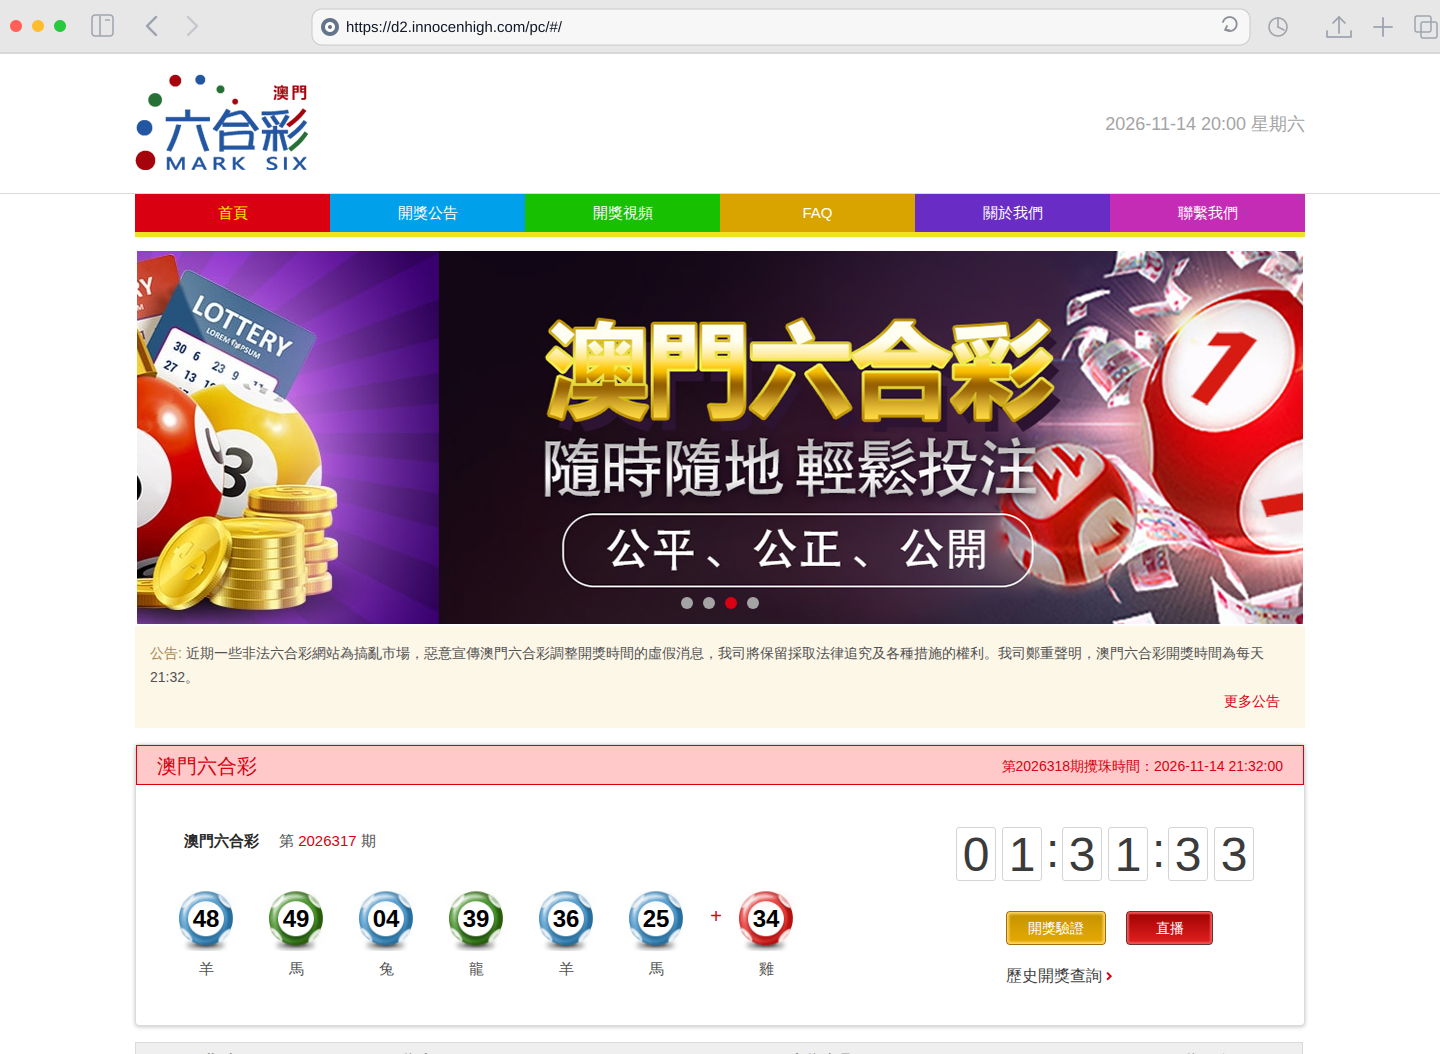 https://d2.innocenhigh.com/pc/#/
澳門
六合彩
MARK SIX
2026-11-14 20:00 星期六
首頁
開獎公告
開獎視頻
FAQ
關於我們
聯繫我們
LOTTERY
LOREM IPSUM
30 6 23 9
27 13
澳門六合彩
隨時隨地 輕鬆投注
公平、公正、公開
公告: 近期一些非法六合彩網站為搞亂市場，惡意宣傳澳門六合彩調整開獎時間的虛假消息，我司將保留採取法律追究及各種措施的權利。我司鄭重聲明，澳門六合彩開獎時間為每天
21:32。
更多公告
澳門六合彩
第2026318期攪珠時間：2026-11-14 21:32:00
澳門六合彩 第 2026317 期
01:31:33
48 49 04 39 36 25 + 34
羊 馬 兔 龍 羊 馬 雞
開獎驗證
直播
歷史開獎查詢